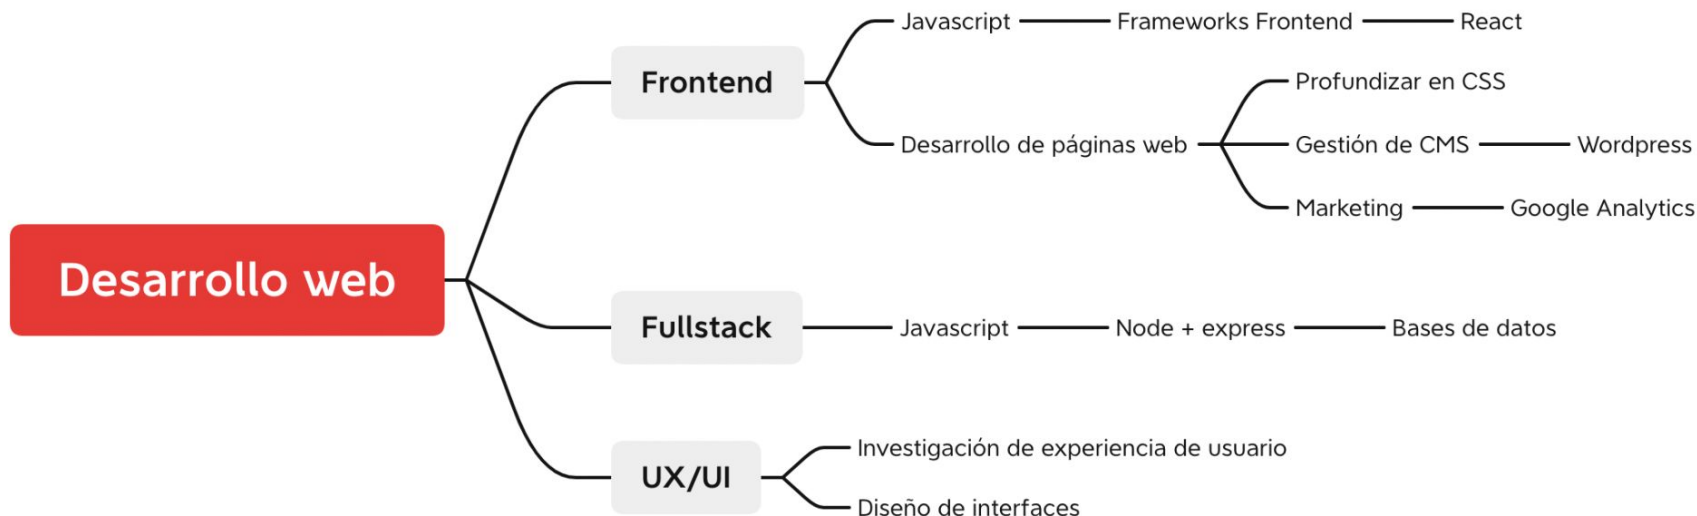 Desarrollo web
Frontend
Javascript
Frameworks Frontend
React
Desarrollo de páginas web
Profundizar en CSS
Gestión de CMS
Wordpress
Marketing
Google Analytics
Fullstack
Javascript
Node + express
Bases de datos
UX/UI
Investigación de experiencia de usuario
Diseño de interfaces